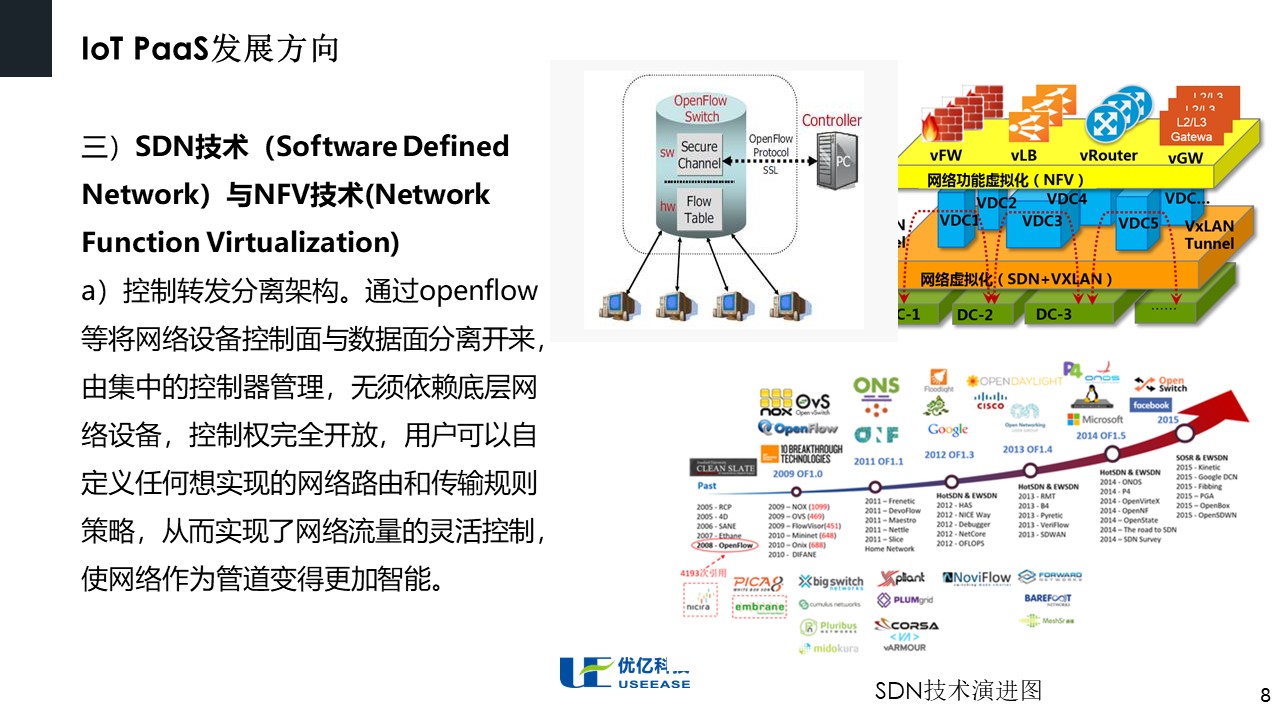 IoT PaaS发展方向
三）SDN技术（Software Defined
Network）与NFV技术(Network
Function Virtualization)
a）控制转发分离架构。通过openflow
等将网络设备控制面与数据面分离开来，
由集中的控制器管理，无须依赖底层网
络设备，控制权完全开放，用户可以自
定义任何想实现的网络路由和传输规则
策略，从而实现了网络流量的灵活控制，
使网络作为管道变得更加智能。
OpenFlow
Switch
sw
Secure
Channel
hw
Flow
Table
OpenFlow
Protocol
SSL
Controller
PC
L2/L3
L2/L3
L2/L3
Gatewa
vFW
vLB
vRouter
vGW
网络功能虚拟化（NFV）
VDC1
VDC2
VDC3
VDC4
VDC5
VDC...
VxLAN
Tunnel
网络虚拟化（SDN+VXLAN）
C-1
DC-2
DC-3
......
CLEAN SLATE
NOX
OvS
Open vSwitch
OpenFlow
10 BREAKTHROUGH
TECHNOLOGIES
ONS
ONF
Floodlight
Google
OPENDAYLIGHT
CISCO
Open Networking
P4
ONOS
Microsoft
Open
Switch
facebook
Past
2009 OF1.0
2011 OF1.1
2012 OF1.3
2013 OF1.4
2014 OF1.5
2015
2005 - RCP
2005 - 4D
2006 - SANE
2007 - Ethane
2008 - OpenFlow
2009 – NOX (1099)
2009 – OVS (469)
2009 – FlowVisor(451)
2010 – Mininet (648)
2010 – Onix (688)
2010 - DIFANE
2011 – Frenetic
2011 – DevoFlow
2011 – Maestro
2011 – Nettle
2011 – Slice
Home Network
HotSDN & EWSDN
2012 - HAS
2012 - NICE Way
2012 - Debugger
2012 - NetCore
2012 - OFLOPS
HotSDN & EWSDN
2013 - RMT
2013 - B4
2013 - Pyretic
2013 - VeriFlow
2013 - SDWAN
HotSDN & EWSDN
2014 - ONOS
2014 - P4
2014 - OpenVirteX
2014 - OpenNF
2014 – OpenState
2014 – The road to SDN
2014 – SDN Survey
SOSR & EWSDN
2015 - Kinetic
2015 - Google DCN
2015 - Fibbing
2015 – PGA
2015 – OpenBox
2015 - OpenSDWN
4193次引用
nicira
PICA8
WHITE BOX SDN
embrane
big switch
networks
cumulus networks
Pluribus
NETWORKS
midokura
Xpliant
PLUMgrid
CORSA
<VA>
vARMOUR
NoviFlow
FORWARD
NETWORKS
BAREFOOT
NETWORKS
MeshSr
优亿科技
USEEASE
SDN技术演进图
8